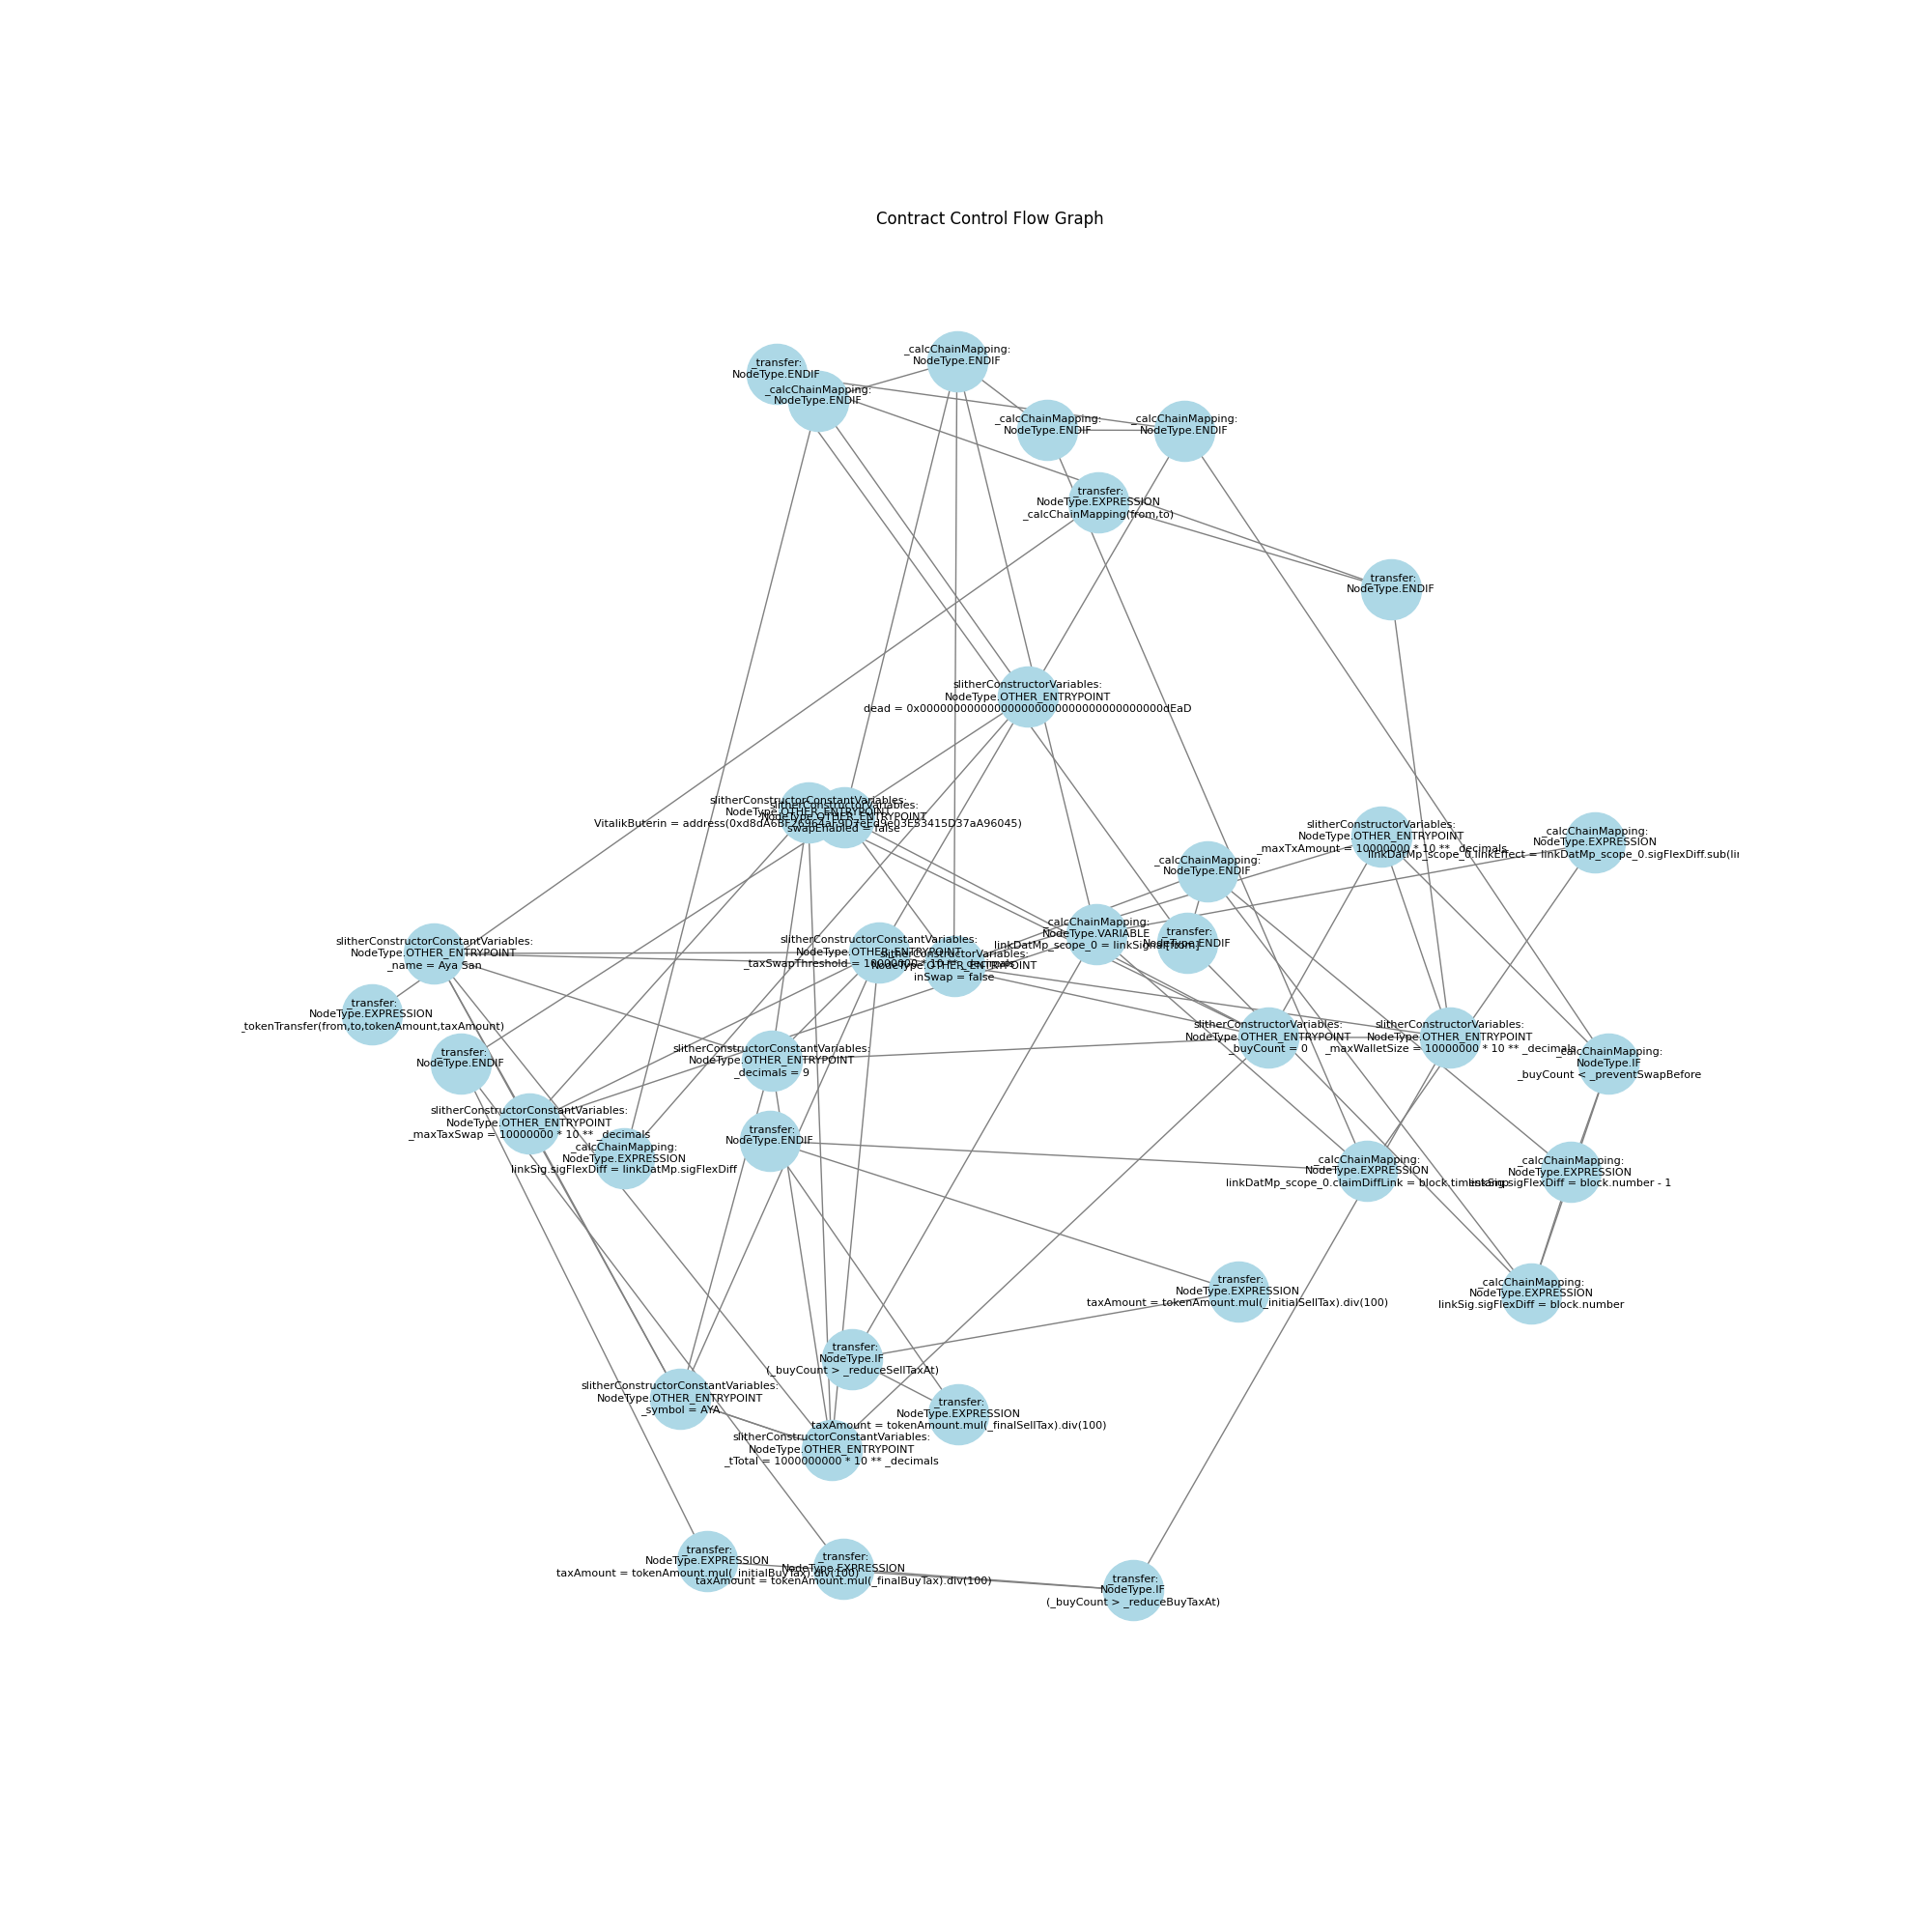 Contract Control Flow Graph
_calcChainMapping:
NodeType.ENDIF
_transfer:
NodeType.ENDIF
_calcChainMapping:
NodeType.ENDIF
_calcChainMapping:
NodeType.ENDIF
_calcChainMapping:
NodeType.ENDIF
_transfer:
NodeType.EXPRESSION
_calcChainMapping(from,to)
_transfer:
NodeType.ENDIF
slitherConstructorVariables:
NodeType.OTHER_ENTRYPOINT
dead = 0x000000000000000000000000000000000000dEaD
slitherConstructorConstantVariables:
NodeType.OTHER_ENTRYPOINT
VitalikButerin = address(0xd8dA6BF26964aF9D7eEd9e03E53415D37aA96045)
slitherConstructorVariables:
NodeType.OTHER_ENTRYPOINT
swapEnabled = false
slitherConstructorVariables:
NodeType.OTHER_ENTRYPOINT
_maxTxAmount = 10000000 * 10 ** _decimals
_calcChainMapping:
NodeType.EXPRESSION
linkDatMp_scope_0.linkEffect = linkDatMp_scope_0.sigFlexDiff.sub(li
_calcChainMapping:
NodeType.ENDIF
_calcChainMapping:
NodeType.VARIABLE
linkDatMp_scope_0 = linkSignal[from]
_transfer:
NodeType.ENDIF
slitherConstructorConstantVariables:
NodeType.OTHER_ENTRYPOINT
_name = Aya San
slitherConstructorConstantVariables:
NodeType.OTHER_ENTRYPOINT
_taxSwapThreshold = 10000000 * 10 ** _decimals
slitherConstructorVariables:
NodeType.OTHER_ENTRYPOINT
inSwap = false
_transfer:
NodeType.EXPRESSION
_tokenTransfer(from,to,tokenAmount,taxAmount)
_transfer:
NodeType.ENDIF
slitherConstructorConstantVariables:
NodeType.OTHER_ENTRYPOINT
_decimals = 9
slitherConstructorVariables:
NodeType.OTHER_ENTRYPOINT
_buyCount = 0
slitherConstructorVariables:
NodeType.OTHER_ENTRYPOINT
_maxWalletSize = 10000000 * 10 ** _decimals
_calcChainMapping:
NodeType.IF
_buyCount < _preventSwapBefore
slitherConstructorConstantVariables:
NodeType.OTHER_ENTRYPOINT
_maxTaxSwap = 10000000 * 10 ** _decimals
_calcChainMapping:
NodeType.EXPRESSION
linkSig.sigFlexDiff = linkDatMp.sigFlexDiff
_transfer:
NodeType.ENDIF
_calcChainMapping:
NodeType.EXPRESSION
linkDatMp_scope_0.claimDiffLink = block.timestamp
_calcChainMapping:
NodeType.EXPRESSION
linkSig.sigFlexDiff = block.number - 1
_transfer:
NodeType.EXPRESSION
taxAmount = tokenAmount.mul(_initialSellTax).div(100)
_calcChainMapping:
NodeType.EXPRESSION
linkSig.sigFlexDiff = block.number
_transfer:
NodeType.IF
(_buyCount > _reduceSellTaxAt)
slitherConstructorConstantVariables:
NodeType.OTHER_ENTRYPOINT
_symbol = AYA
_transfer:
NodeType.EXPRESSION
taxAmount = tokenAmount.mul(_finalSellTax).div(100)
slitherConstructorConstantVariables:
NodeType.OTHER_ENTRYPOINT
_tTotal = 1000000000 * 10 ** _decimals
_transfer:
NodeType.EXPRESSION
taxAmount = tokenAmount.mul(_initialBuyTax).div(100)
_transfer:
NodeType.EXPRESSION
taxAmount = tokenAmount.mul(_finalBuyTax).div(100)
_transfer:
NodeType.IF
(_buyCount > _reduceBuyTaxAt)